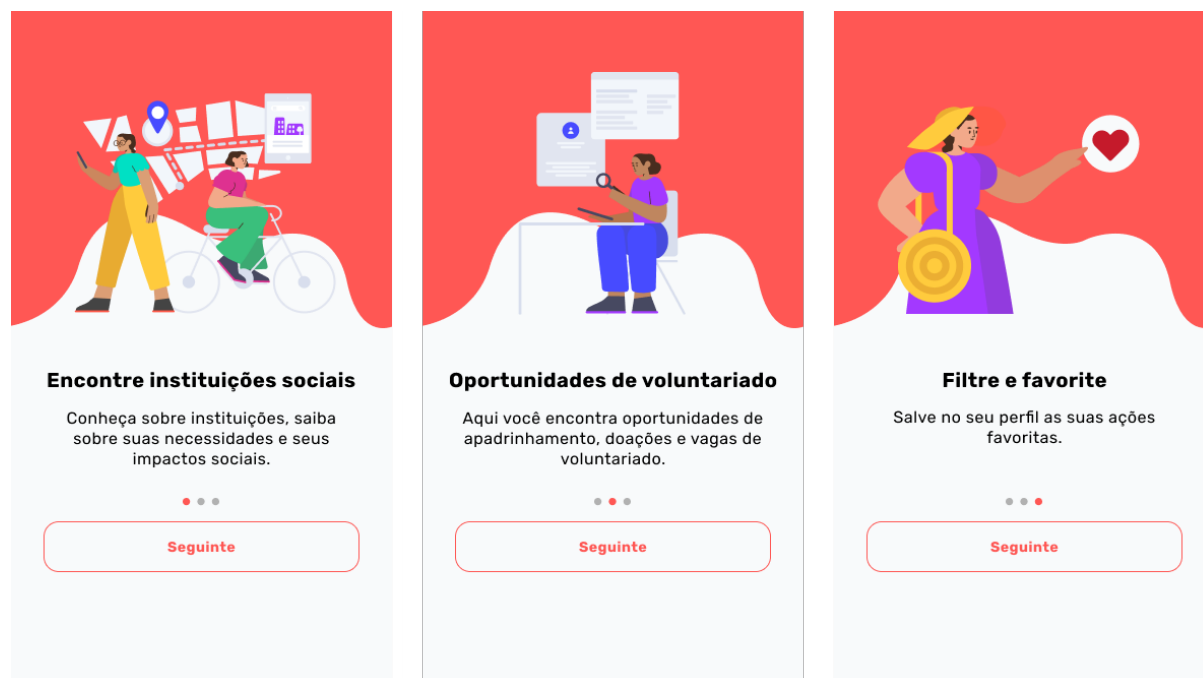 Encontre instituições sociais
Conheça sobre instituições, saiba
sobre suas necessidades e seus
impactos sociais.
Seguinte
Oportunidades de voluntariado
Aqui você encontra oportunidades de
apadrinhamento, doações e vagas de
voluntariado.
Seguinte
Filtre e favorite
Salve no seu perfil as suas ações
favoritas.
Seguinte